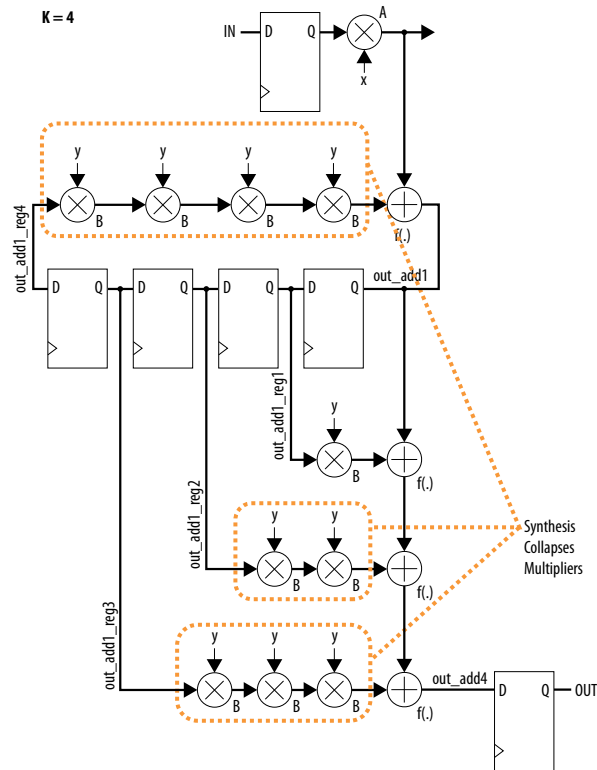 K = 4
A
IN
D Q
x
y y y y
B B B B
f(.)
out_add1_reg4
out_add1
D Q D Q D Q D Q
out_add1_reg1
y
B
f(.)
out_add1_reg2
y y
B B
f(.)
Synthesis
Collapses
Multipliers
out_add1_reg3
y y y
B B B
f(.)
out_add4
D Q
OUT